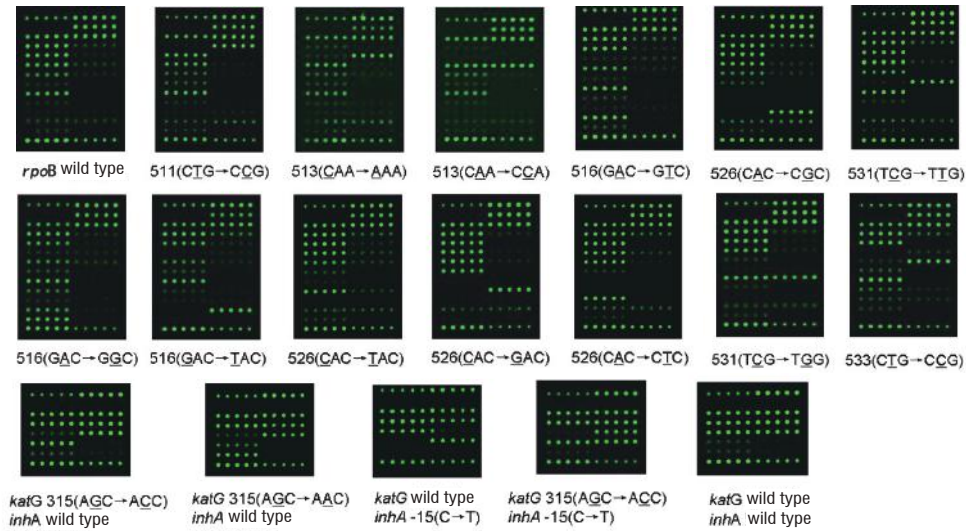 rpoB wild type
511(CTG→CCG)
513(CAA→AAA)
513(CAA→CCA)
516(GAC→GTC)
526(CAC→CGC)
531(TCG→TTG)
516(GAC→GGC)
516(GAC→TAC)
526(CAC→TAC)
526(CAC→GAC)
526(CAC→CTC)
531(TCG→TGG)
533(CTG→CCG)
katG 315(AGC→ACC)
inhA wild type
katG 315(AGC→AAC)
inhA wild type
katG wild type
inhA -15(C→T)
katG 315(AGC→ACC)
inhA -15(C→T)
katG wild type
inhA wild type